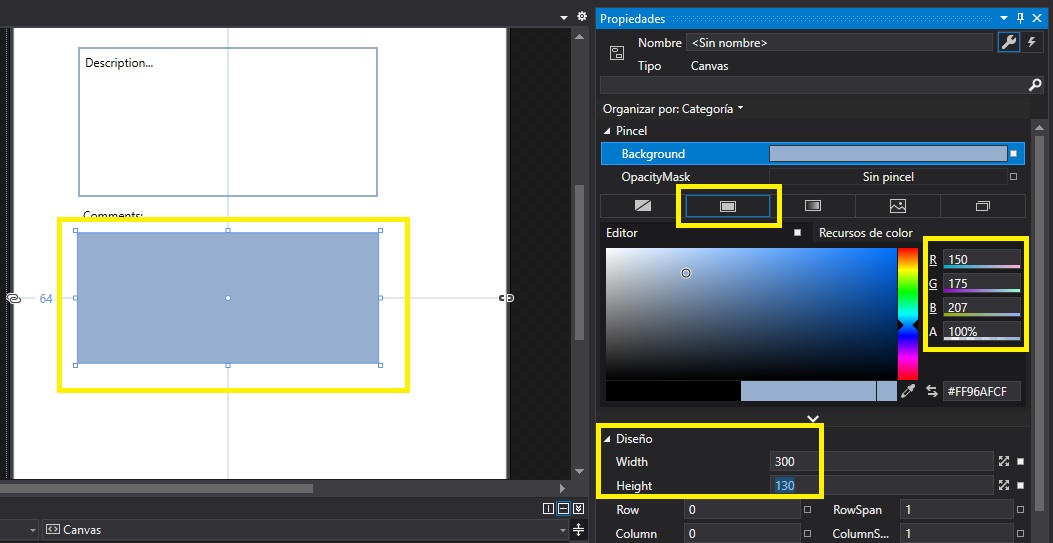 Description...
Comments:
64
Canvas
Propiedades
Nombre <Sin nombre>
Tipo Canvas
Organizar por: Categoría
Pincel
Background
OpacityMask Sin pincel
Editor Recursos de color
R 150
G 175
B 207
A 100%
#FF96AFCF
Diseño
Width 300
Height 130
Row 0 RowSpan 1
Column 0 ColumnS... 1